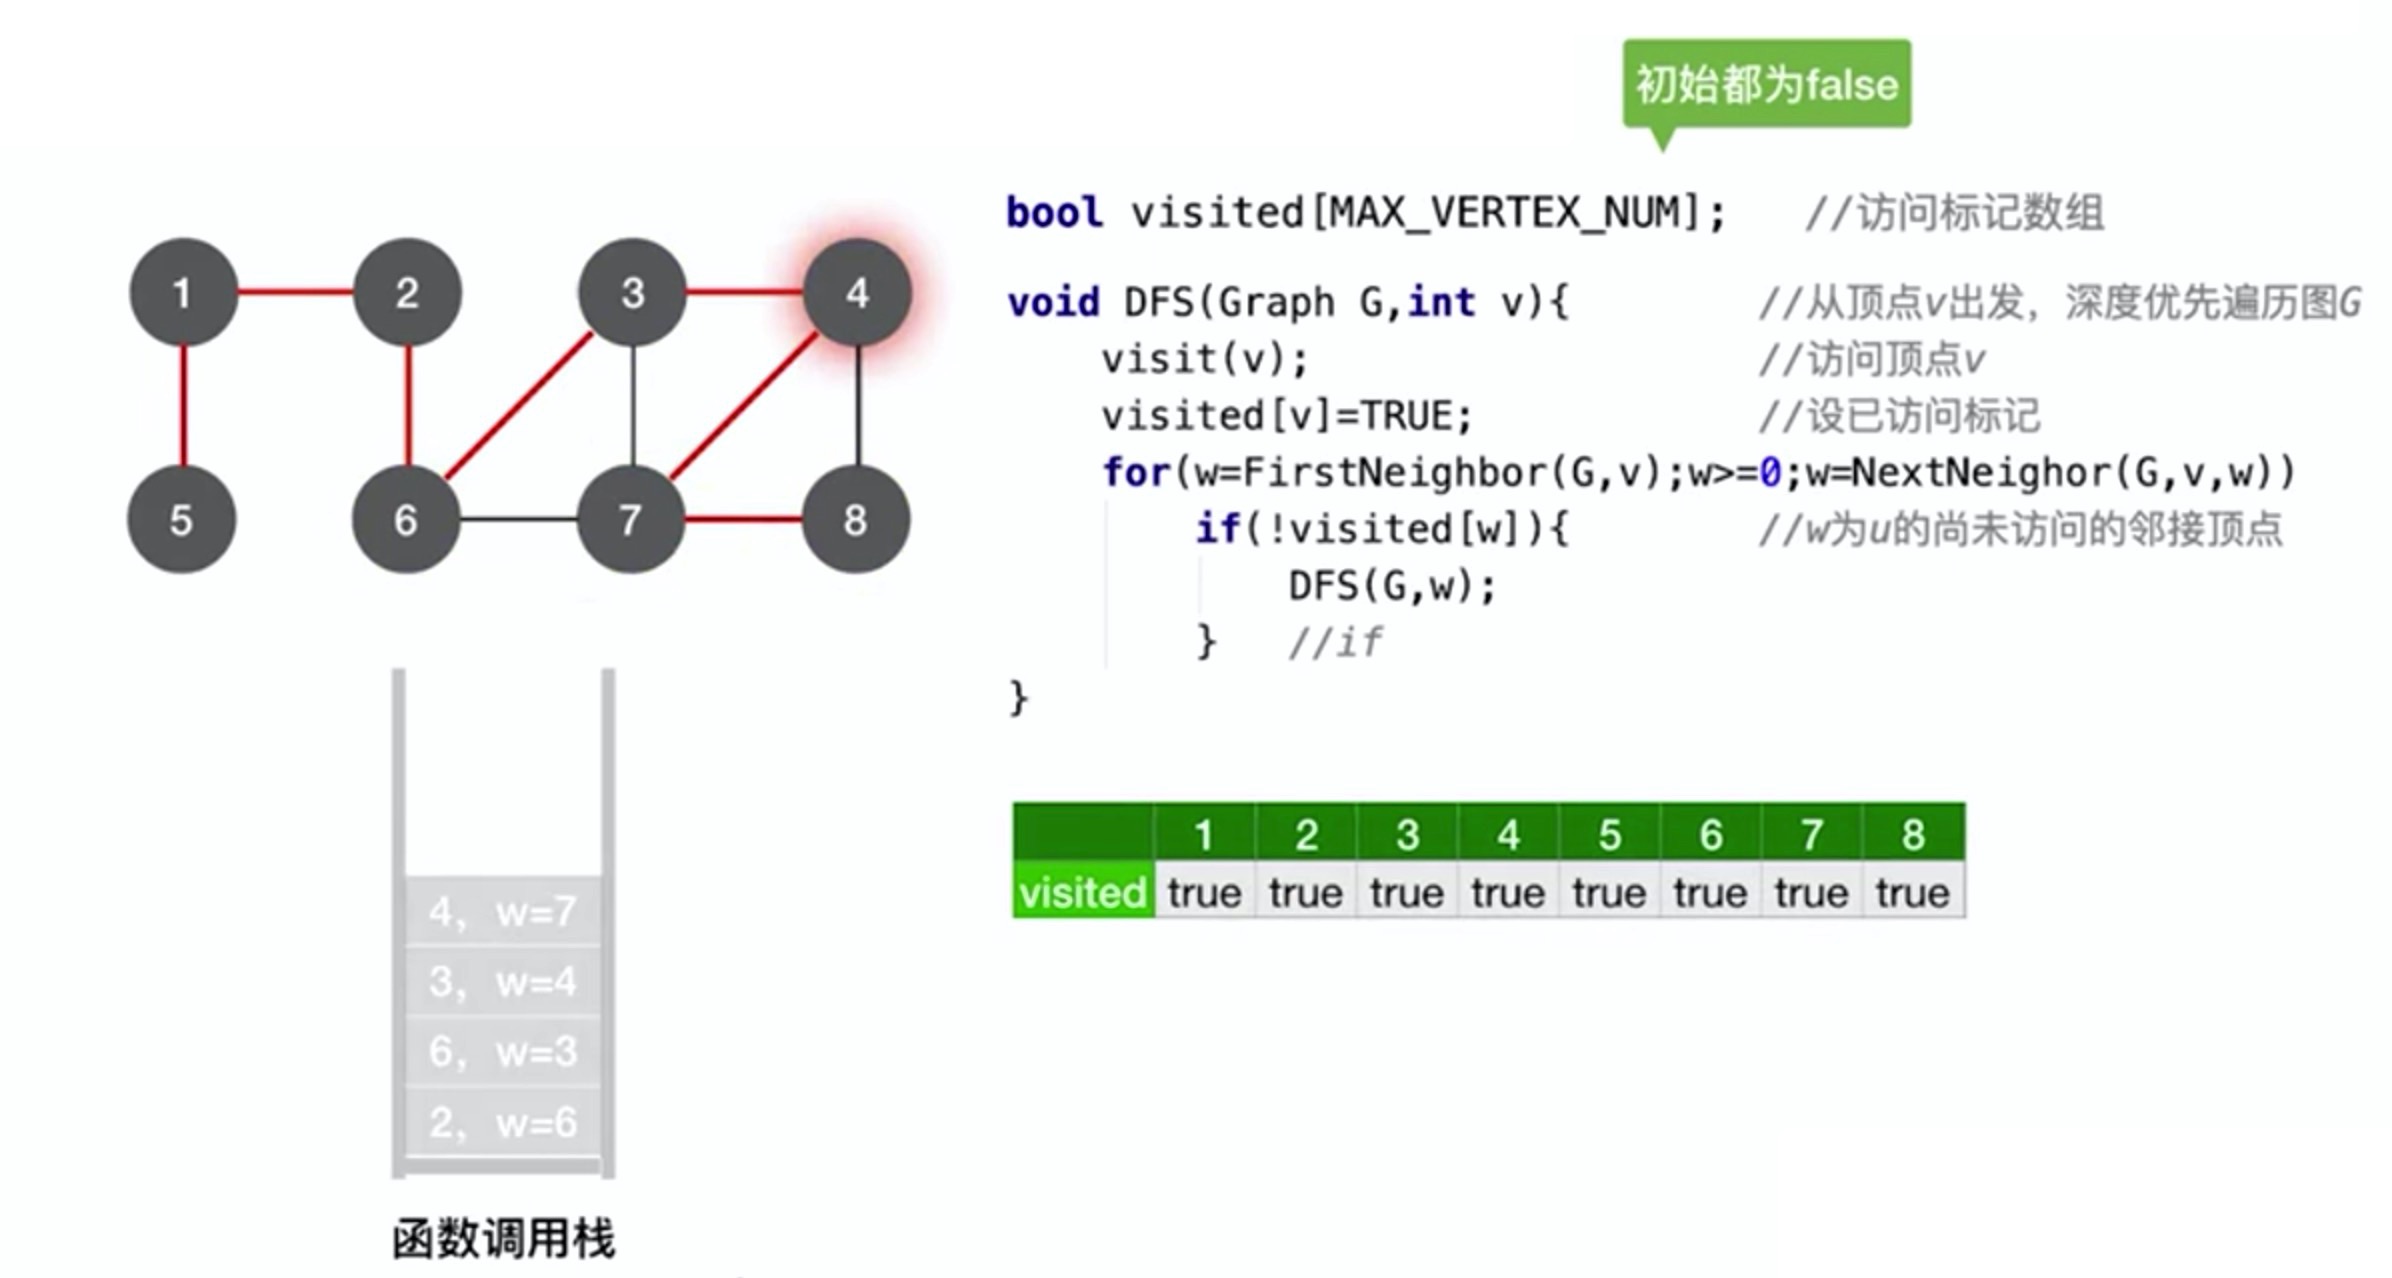 初始都为false
bool visited[MAX_VERTEX_NUM]; //访问标记数组
void DFS(Graph G,int v){ //从顶点v出发，深度优先遍历图G
visit(v); //访问顶点v
visited[v]=TRUE; //设已访问标记
for(w=FirstNeighbor(G,v);w>=0;w=NextNeighor(G,v,w))
if(!visited[w]){ //w为u的尚未访问的邻接顶点
DFS(G,w);
} //if
}
1 2 3 4
5 6 7 8
4, w=7
3, w=4
6, w=3
2, w=6
函数调用栈
1 2 3 4 5 6 7 8
visited true true true true true true true true